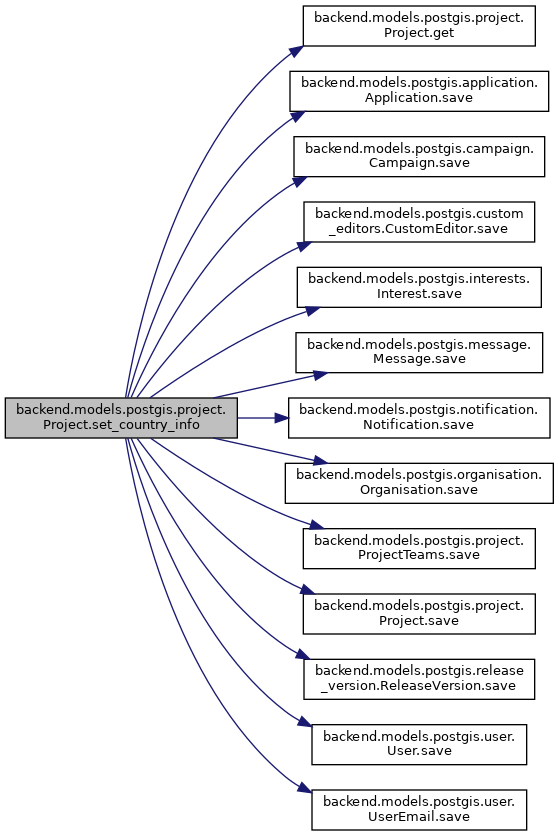 backend.models.postgis.project.
Project.get
backend.models.postgis.application.
Application.save
backend.models.postgis.campaign.
Campaign.save
backend.models.postgis.custom
_editors.CustomEditor.save
backend.models.postgis.interests.
Interest.save
backend.models.postgis.message.
Message.save
backend.models.postgis.project.
Project.set_country_info
backend.models.postgis.notification.
Notification.save
backend.models.postgis.organisation.
Organisation.save
backend.models.postgis.project.
ProjectTeams.save
backend.models.postgis.project.
Project.save
backend.models.postgis.release
_version.ReleaseVersion.save
backend.models.postgis.user.
User.save
backend.models.postgis.user.
UserEmail.save